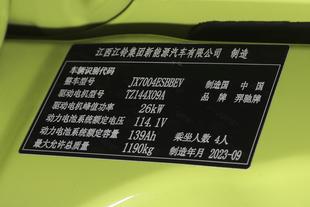 江西江铃集团新能源汽车有限公司 制造
车辆识别代码
整车型号 JX7004ESBBEV 制造国 中国
驱动电机型号 TZ144X09A 品牌 羿驰牌
驱动电机峰值功率 26kW
动力电池系统额定电压 114.1V
动力电池系统额定容量 139Ah 乘坐人数 4人
最大允许总质量 1190kg 制造年月 2023-09